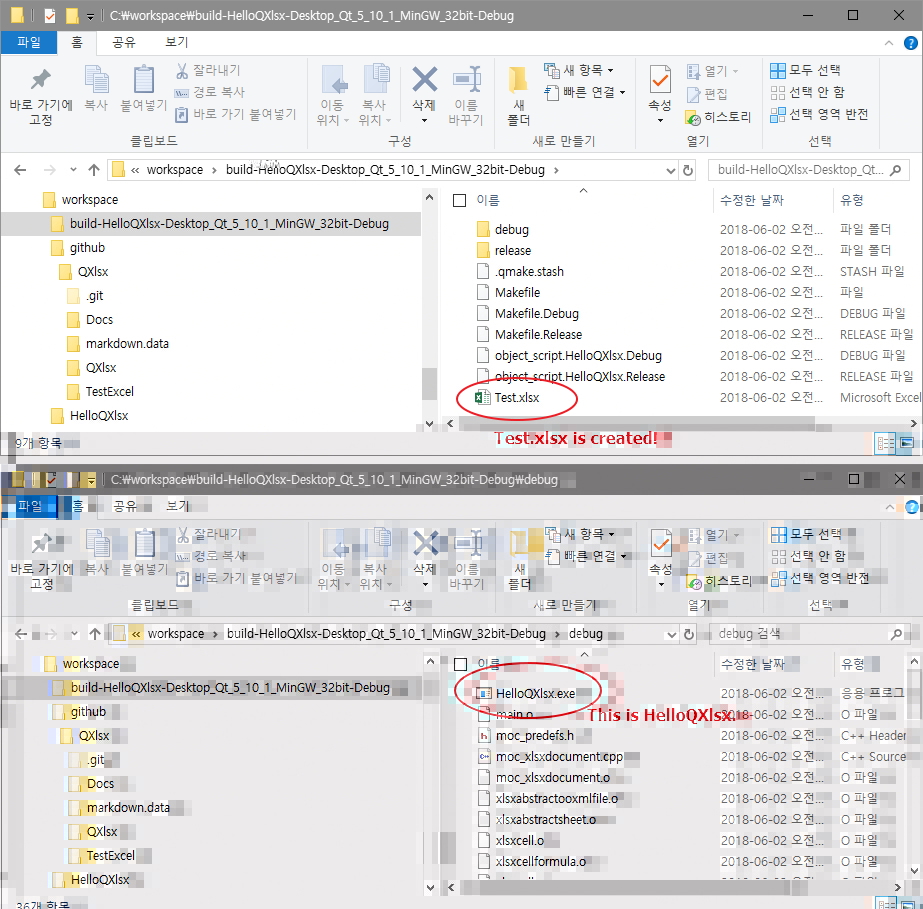 C:₩workspace₩build-HelloQXlsx-Desktop_Qt_5_10_1_MinGW_32bit-Debug
파일 홈 공유 보기
바로 가기에 고정
복사
붙여넣기
잘라내기
경로 복사
바로 가기 붙여넣기
클립보드
이동 위치
복사 위치
삭제
이름 바꾸기
구성
새 폴더
새 항목
빠른 연결
새로 만들기
속성
열기
편집
히스토리
열기
모두 선택
선택 안 함
선택 영역 반전
선택
« workspace › build-HelloQXlsx-Desktop_Qt_5_10_1_MinGW_32bit-Debug ›
build-HelloQXlsx-Desktop_Qt...
workspace
build-HelloQXlsx-Desktop_Qt_5_10_1_MinGW_32bit-Debug
github
QXlsx
.git
Docs
markdown.data
QXlsx
TestExcel
HelloQXlsx
이름 수정한 날짜 유형
debug 2018-06-02 오전... 파일 폴더
release 2018-06-02 오전... 파일 폴더
.qmake.stash 2018-06-02 오전... STASH 파일
Makefile 2018-06-02 오전... 파일
Makefile.Debug 2018-06-02 오전... DEBUG 파일
Makefile.Release 2018-06-02 오전... RELEASE 파일
object_script.HelloQXlsx.Debug 2018-06-02 오전... DEBUG 파일
object_script.HelloQXlsx.Release 2018-06-02 오전... RELEASE 파일
Test.xlsx 2018-06-02 오전... Microsoft Excel
Test.xlsx is created!
9개 항목
C:₩workspace₩build-HelloQXlsx-Desktop_Qt_5_10_1_MinGW_32bit-Debug₩debug
파일 홈 공유 보기
바로 가기에 고정
복사
붙여넣기
잘라내기
경로 복사
바로 가기 붙여넣기
클립보드
이동 위치
복사 위치
삭제
이름 바꾸기
구성
새 폴더
새 항목
빠른 연결
새로 만들기
속성
열기
편집
히스토리
열기
모두 선택
선택 안 함
선택 영역 반전
선택
« workspace › build-HelloQXlsx-Desktop_Qt_5_10_1_MinGW_32bit-Debug › debug
debug 검색
workspace
build-HelloQXlsx-Desktop_Qt_5_10_1_MinGW_32bit-Debug
github
QXlsx
.git
Docs
markdown.data
QXlsx
TestExcel
HelloQXlsx
이름 수정한 날짜 유형
HelloQXlsx.exe 2018-06-02 오전... 응용 프로그
main.o 2018-06-02 오전... O 파일
This is HelloQXlsx.
moc_predefs.h 2018-06-02 오전... C++ Header
moc_xlsxdocument.cpp 2018-06-02 오전... C++ Source
moc_xlsxdocument.o 2018-06-02 오전... O 파일
xlsxabstractooxmlfile.o 2018-06-02 오전... O 파일
xlsxabstractsheet.o 2018-06-02 오전... O 파일
xlsxcell.o 2018-06-02 오전... O 파일
xlsxcellformula.o 2018-06-02 오전... O 파일
36개 항목